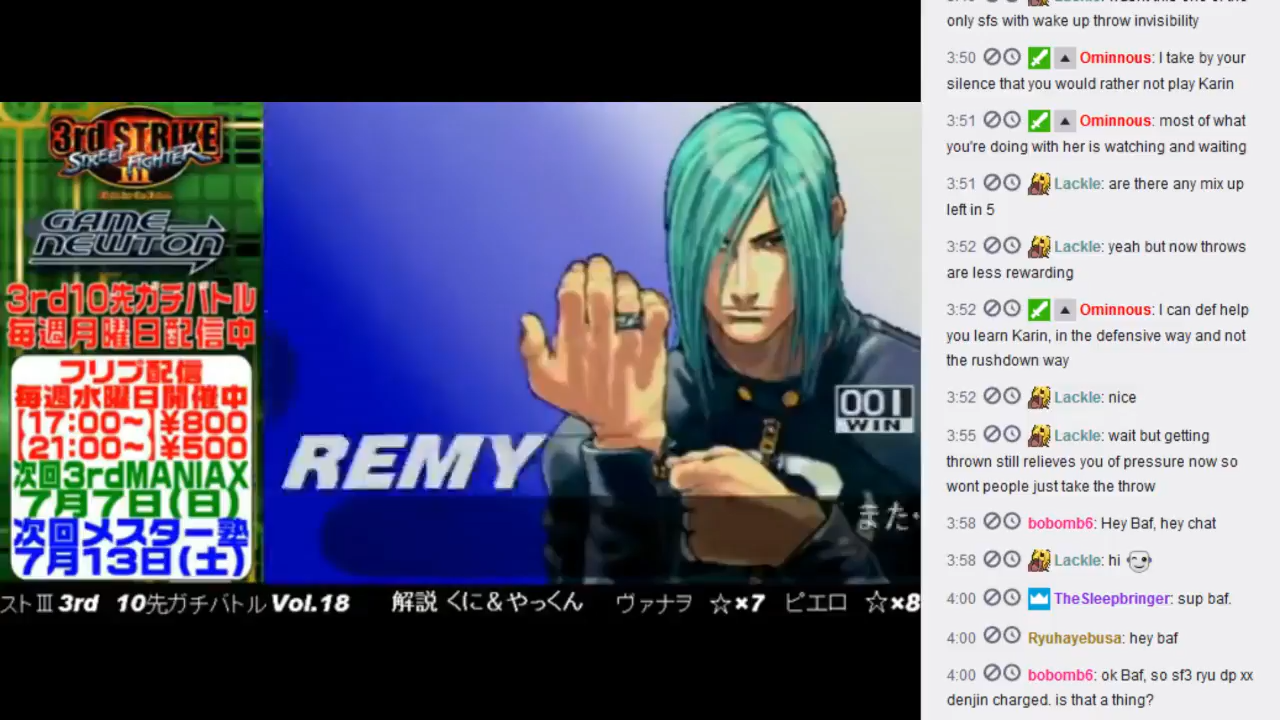 3rd STRIKE
STREET FIGHTER
III
GAME
NEWTON
3rd10先ガチバトル
毎週月曜日配信中
フリプ配信
毎週水曜日開催中
[17:00~]¥800
[21:00~]¥500
次回3rdMANIAX
7月7日(日)
次回メスター塾
7月13日(土)
REMY
001
WIN
また・
ストⅢ 3rd 10先ガチバトル Vol.18 解説 くに&やっくん ヴァナヲ ☆×7 ピエロ ☆×8
only sfs with wake up throw invisibility
3:50 Ominnous: I take by your
silence that you would rather not play Karin
3:51 Ominnous: most of what
you're doing with her is watching and waiting
3:51 Lackle: are there any mix up
left in 5
3:52 Lackle: yeah but now throws
are less rewarding
3:52 Ominnous: I can def help
you learn Karin, in the defensive way and not
the rushdown way
3:52 Lackle: nice
3:55 Lackle: wait but getting
thrown still relieves you of pressure now so
wont people just take the throw
3:58 bobomb6: Hey Baf, hey chat
3:58 Lackle: hi
4:00 TheSleepbringer: sup baf.
4:00 Ryuhayebusa: hey baf
4:00 bobomb6: ok Baf, so sf3 ryu dp xx
denjin charged. is that a thing?